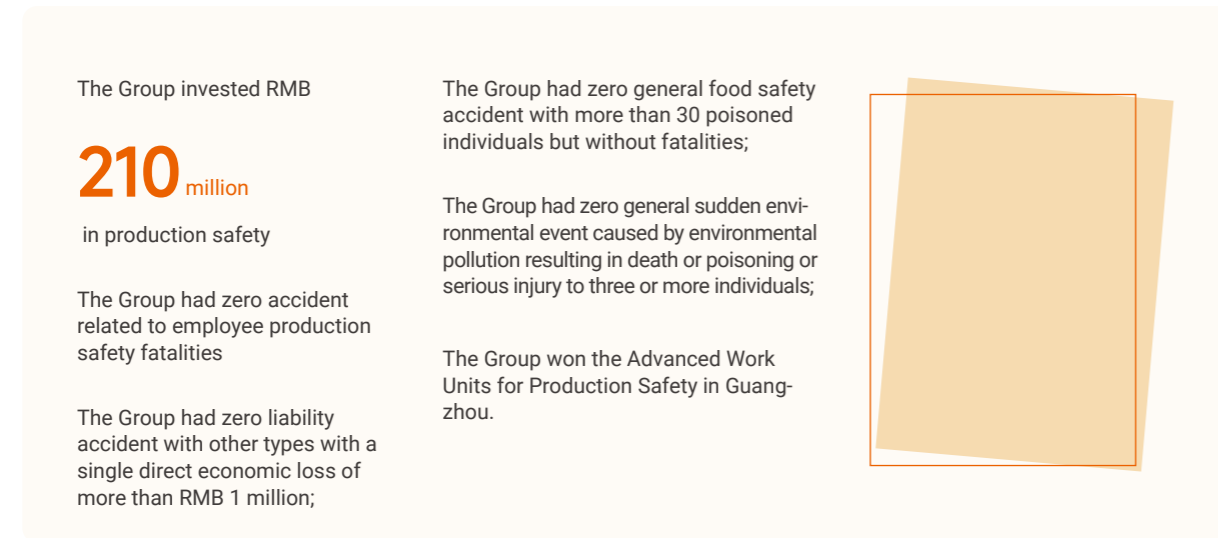 The Group invested RMB
210 million
in production safety
The Group had zero accident
related to employee production
safety fatalities
The Group had zero liability
accident with other types with a
single direct economic loss of
more than RMB 1 million;
The Group had zero general food safety
accident with more than 30 poisoned
individuals but without fatalities;
The Group had zero general sudden envi-
ronmental event caused by environmental
pollution resulting in death or poisoning or
serious injury to three or more individuals;
The Group won the Advanced Work
Units for Production Safety in Guang-
zhou.